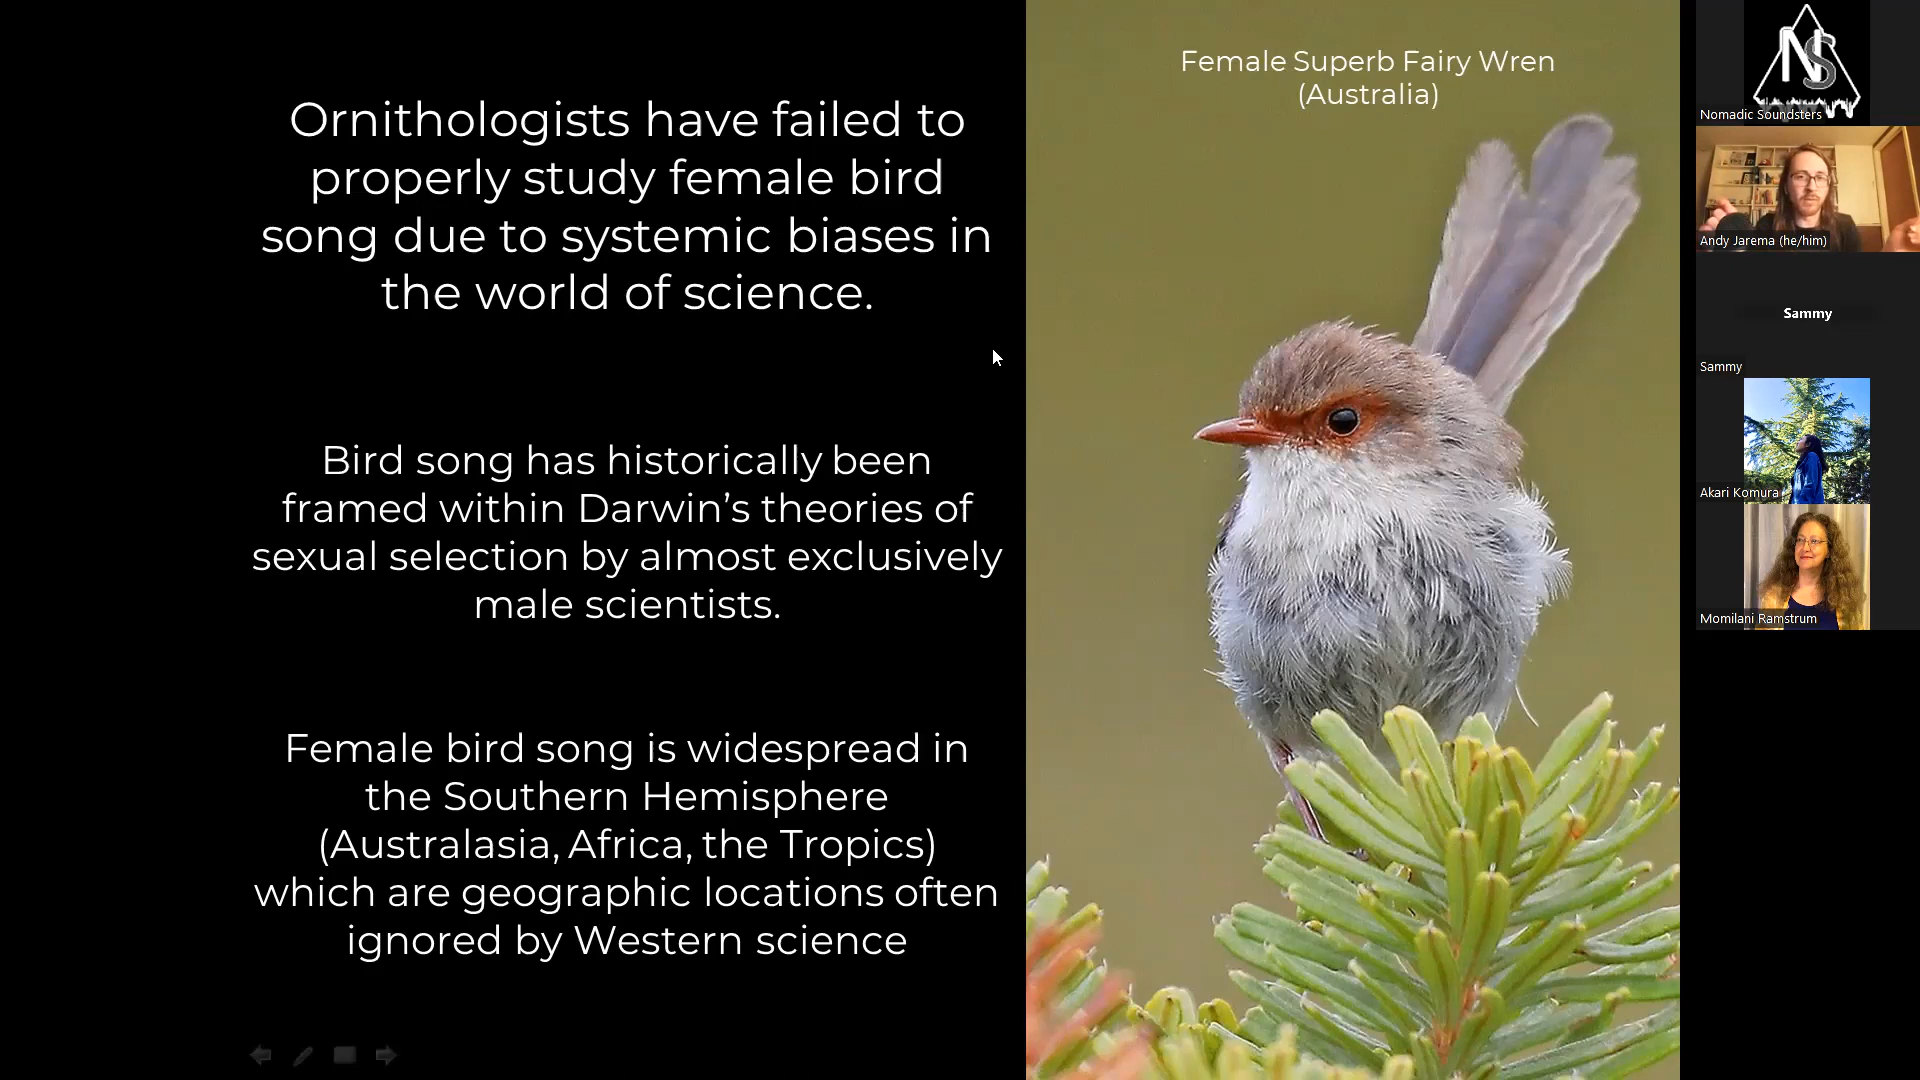 Ornithologists have failed to
properly study female bird
song due to systemic biases in
the world of science.
Bird song has historically been
framed within Darwin’s theories of
sexual selection by almost exclusively
male scientists.
Female bird song is widespread in
the Southern Hemisphere
(Australasia, Africa, the Tropics)
which are geographic locations often
ignored by Western science
Female Superb Fairy Wren
(Australia)
NS
Nomadic Soundsters
Andy Jarema (he/him)
Sammy
Sammy
Akari Komura
Momilani Ramstrum